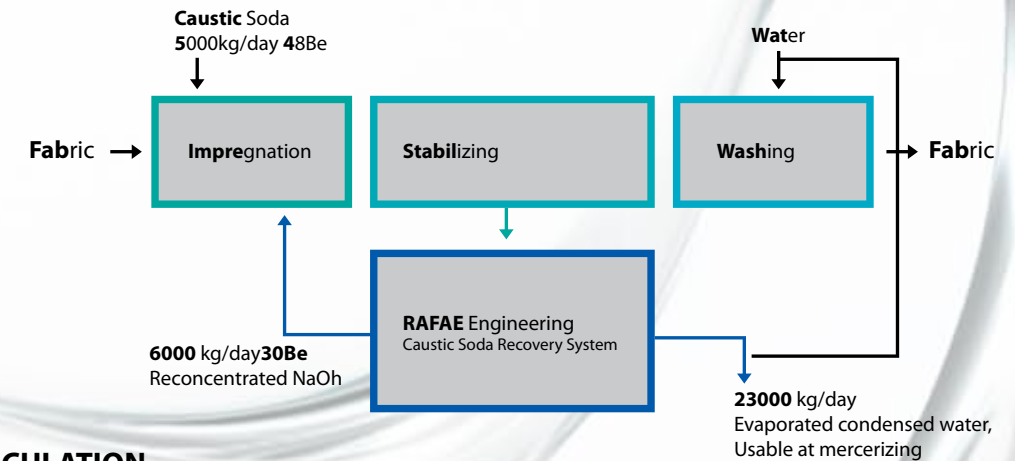 Caustic Soda
5000kg/day 48Be
Water
Fabric
Impregnation
Stabilizing
Washing
Fabric
RAFAE Engineering
Caustic Soda Recovery System
6000 kg/day30Be
Reconcentrated NaOh
23000 kg/day
Evaporated condensed water,
Usable at mercerizing